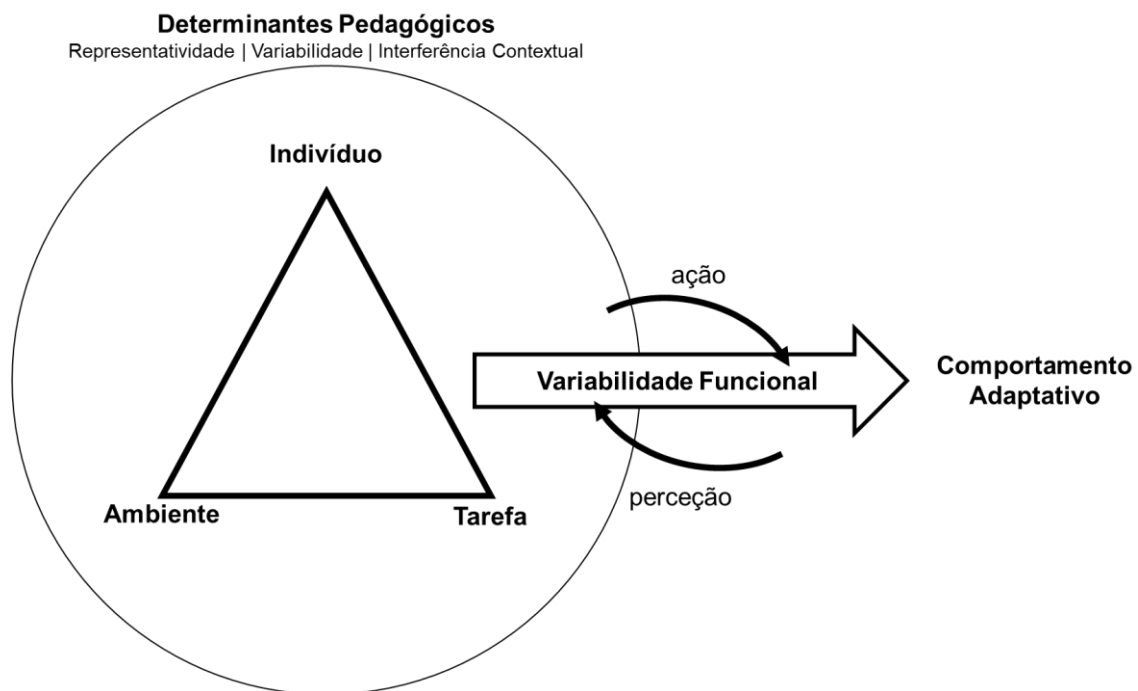 Determinantes Pedagógicos
Representatividade | Variabilidade | Interferência Contextual
Indivíduo
ação
Variabilidade Funcional
Comportamento
Adaptativo
perceção
Ambiente
Tarefa